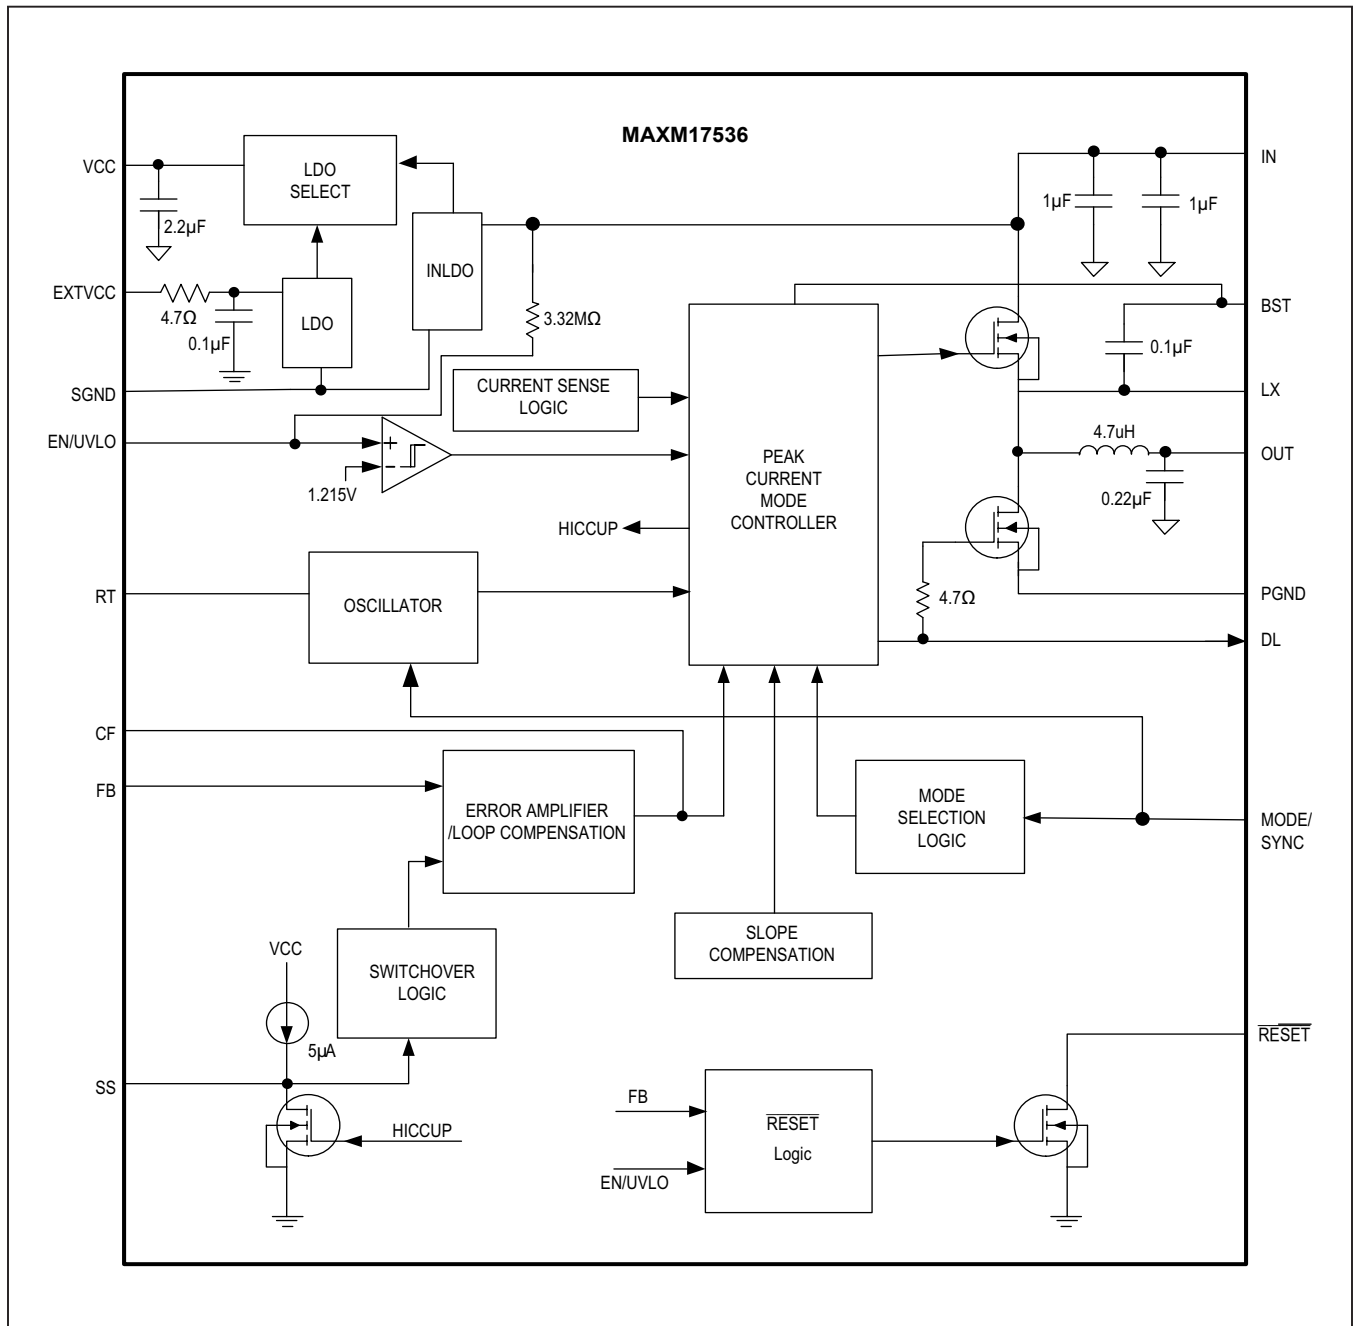 MAXM17536
VCC
LDO
SELECT
2.2µF
IN
1µF
1µF
INLDO
EXTVCC
4.7Ω
0.1µF
LDO
3.32MΩ
BST
0.1µF
SGND
LX
CURRENT SENSE
LOGIC
EN/UVLO
1.215V
PEAK
CURRENT
MODE
CONTROLLER
4.7uH
OUT
0.22µF
HICCUP
RT
OSCILLATOR
4.7Ω
PGND
DL
CF
FB
ERROR AMPLIFIER
/LOOP COMPENSATION
MODE
SELECTION
LOGIC
MODE/
SYNC
SLOPE
COMPENSATION
VCC
SWITCHOVER
LOGIC
5µA
SS
HICCUP
FB
EN/UVLO
RESET
Logic
RESET